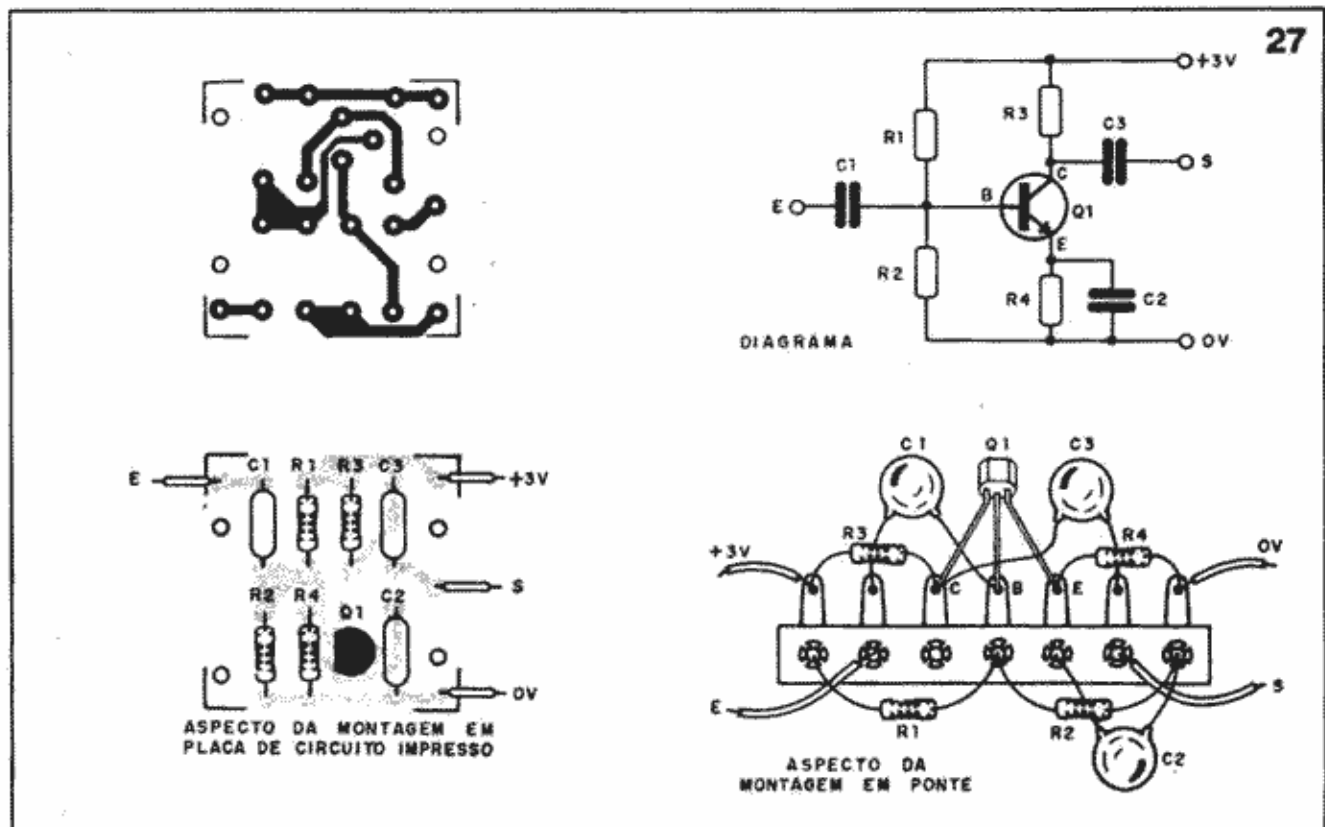 27
+3V
R3
R1
C3
C1
S
C
B
E
Q1
E
R2
R4
C2
DIAGRAMA
0V
C1 R1 R3 C3
E
+3V
S
R2 R4 Q1 C2
0V
ASPECTO DA MONTAGEM EM
PLACA DE CIRCUITO IMPRESSO
C1 Q1 C3
R3
R4
+3V
0V
C B E
E
S
R1
R2
C2
ASPECTO DA
MONTAGEM EM PONTE